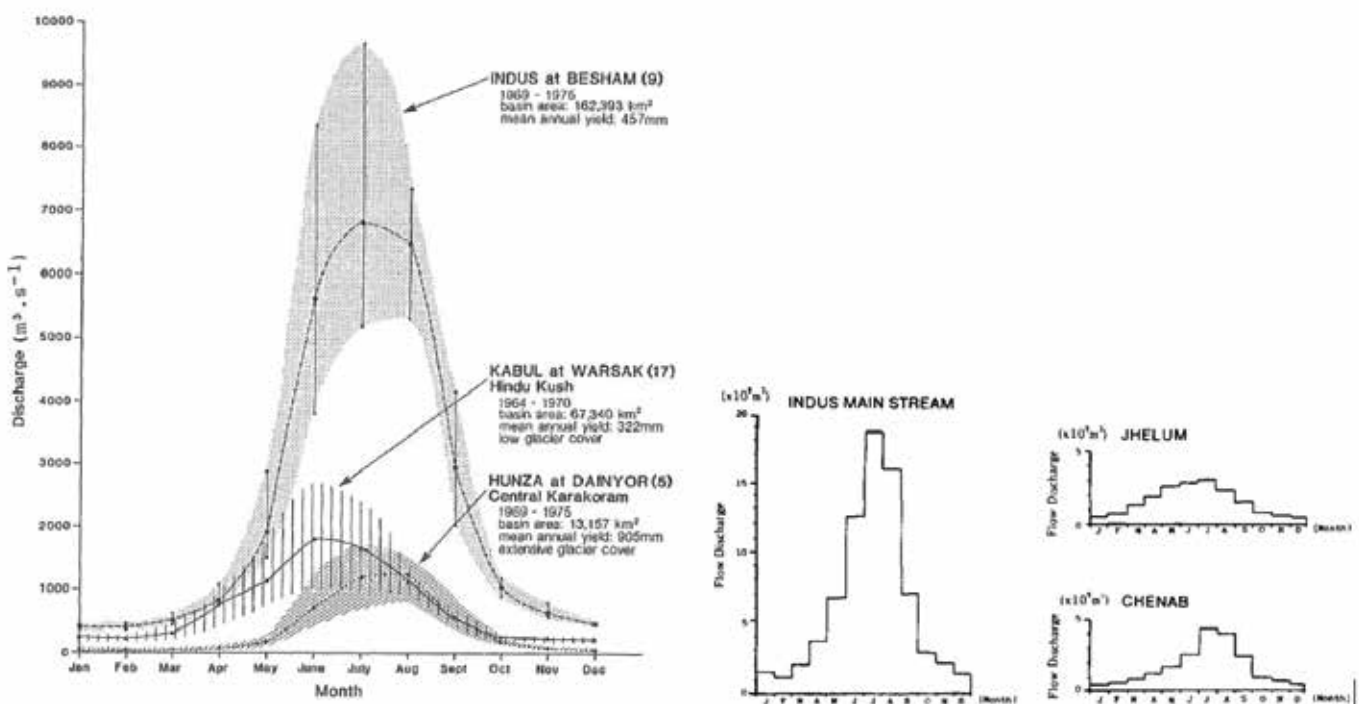 10000
9000
8000
7000
6000
5000
4000
3000
2000
1000
0
Discharge (m³.s⁻¹)
Jan Feb Mar Apr May June July Aug Sept Oct Nov Dec
Month
INDUS at BESHAM (9)
1969 - 1975
basin area: 162,393 km²
mean annual yield: 457mm
KABUL at WARSAK (17)
Hindu Kush
1964 - 1970
basin area: 67,340 km²
mean annual yield: 322mm
low glacier cover
HUNZA at DAINYOR (5)
Central Karakoram
1969 - 1975
basin area: 13,157 km²
mean annual yield: 905mm
extensive glacier cover
INDUS MAIN STREAM
20
15
10
5
0
Flow Discharge
J F M A M J J A S O N D (Month)
JHELUM
5
0
Flow Discharge
J F M A M J J A S O N D (Month)
CHENAB
5
0
Flow Discharge
J F M A M J J A S O N D (Month)